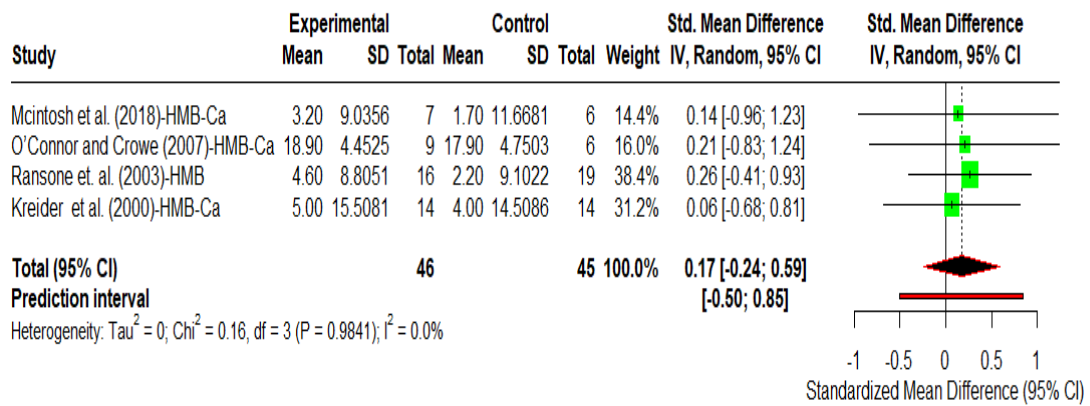 Experimental Control Std. Mean Difference Std. Mean Difference
Study Mean SD Total Mean SD Total Weight IV, Random, 95% CI IV, Random, 95% CI
Mcintosh et al. (2018)-HMB-Ca 3.20 9.0356 7 1.70 11.6681 6 14.4% 0.14 [-0.96; 1.23]
O'Connor and Crowe (2007)-HMB-Ca 18.90 4.4525 9 17.90 4.7503 6 16.0% 0.21 [-0.83; 1.24]
Ransone et. al. (2003)-HMB 4.60 8.8051 16 2.20 9.1022 19 38.4% 0.26 [-0.41; 0.93]
Kreider et al. (2000)-HMB-Ca 5.00 15.5081 14 4.00 14.5086 14 31.2% 0.06 [-0.68; 0.81]
Total (95% CI) 46 45 100.0% 0.17 [-0.24; 0.59]
Prediction interval [-0.50; 0.85]
Heterogeneity: Tau² = 0; Chi² = 0.16, df = 3 (P = 0.9841); I² = 0.0%
-1 -0.5 0 0.5 1
Standardized Mean Difference (95% CI)